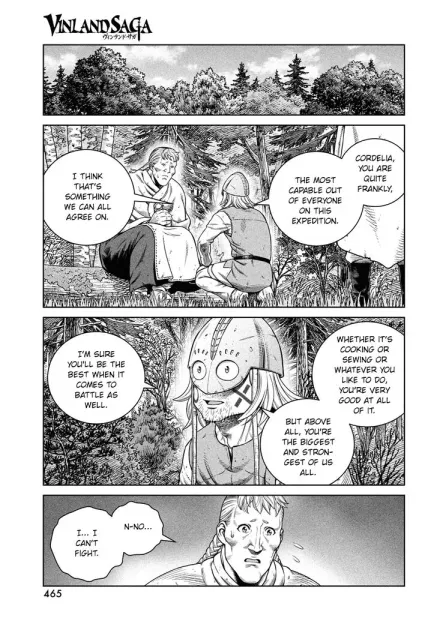 VINLAND SAGA
ヴィンランド・サガ
CORDELIA,
YOU ARE
QUITE
FRANKLY,
THE MOST
CAPABLE OUT
OF EVERYONE
ON THIS
EXPEDITION.
I THINK
THAT'S
SOMETHING
WE CAN ALL
AGREE ON.
WHETHER IT'S
COOKING OR
SEWING OR
WHATEVER YOU
LIKE TO DO,
YOU'RE VERY
GOOD AT ALL
OF IT.
BUT ABOVE
ALL, YOU'RE
THE BIGGEST
AND STRON-
GEST OF US
ALL.
I'M SURE
YOU'LL BE THE
BEST WHEN IT
COMES TO
BATTLE AS
WELL.
N-NO...
I... I
CAN'T
FIGHT.
465